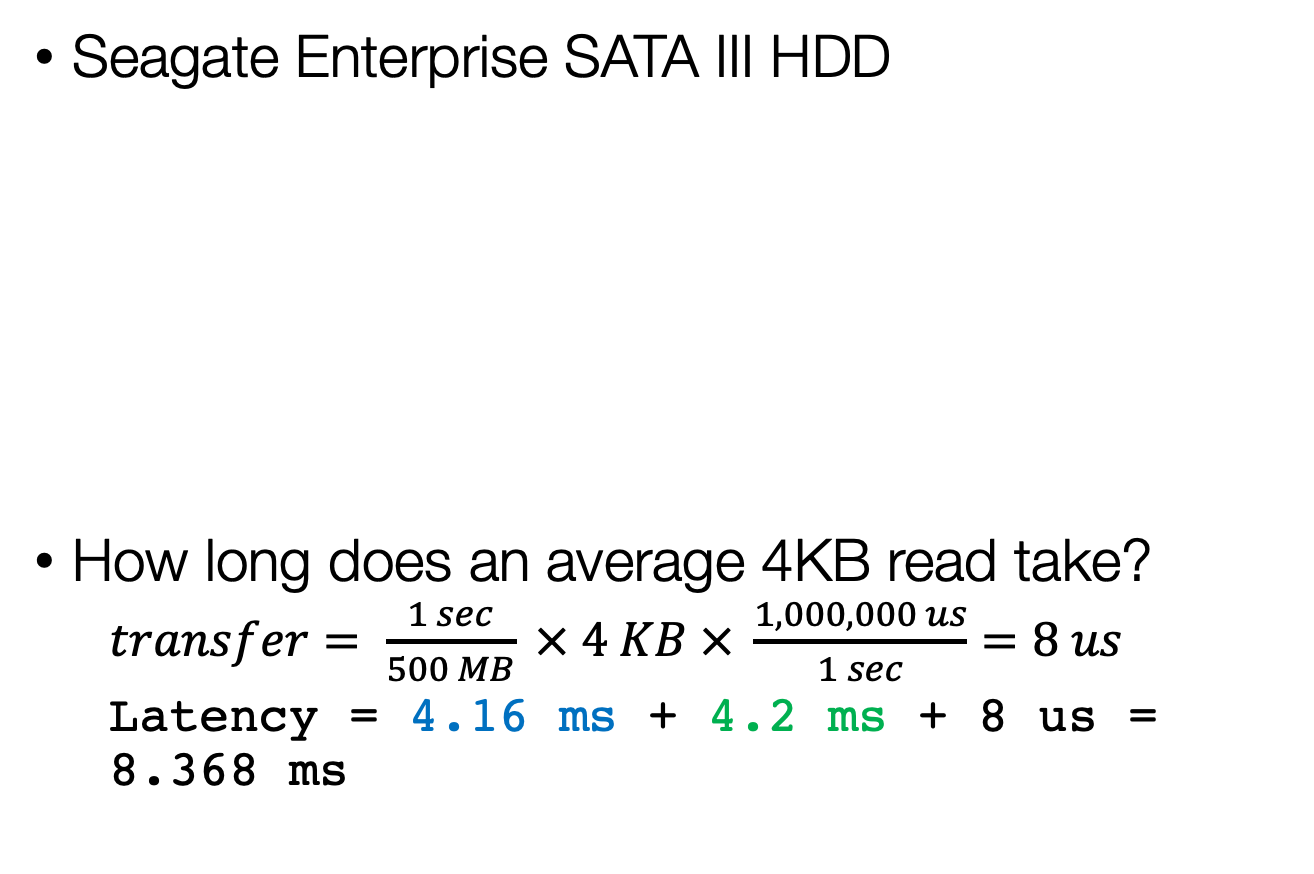 • Seagate Enterprise SATA III HDD
• How long does an average 4KB read take?
transfer = 1 sec / 500 MB × 4 KB × 1,000,000 us / 1 sec = 8 us
Latency = 4.16 ms + 4.2 ms + 8 us =
8.368 ms